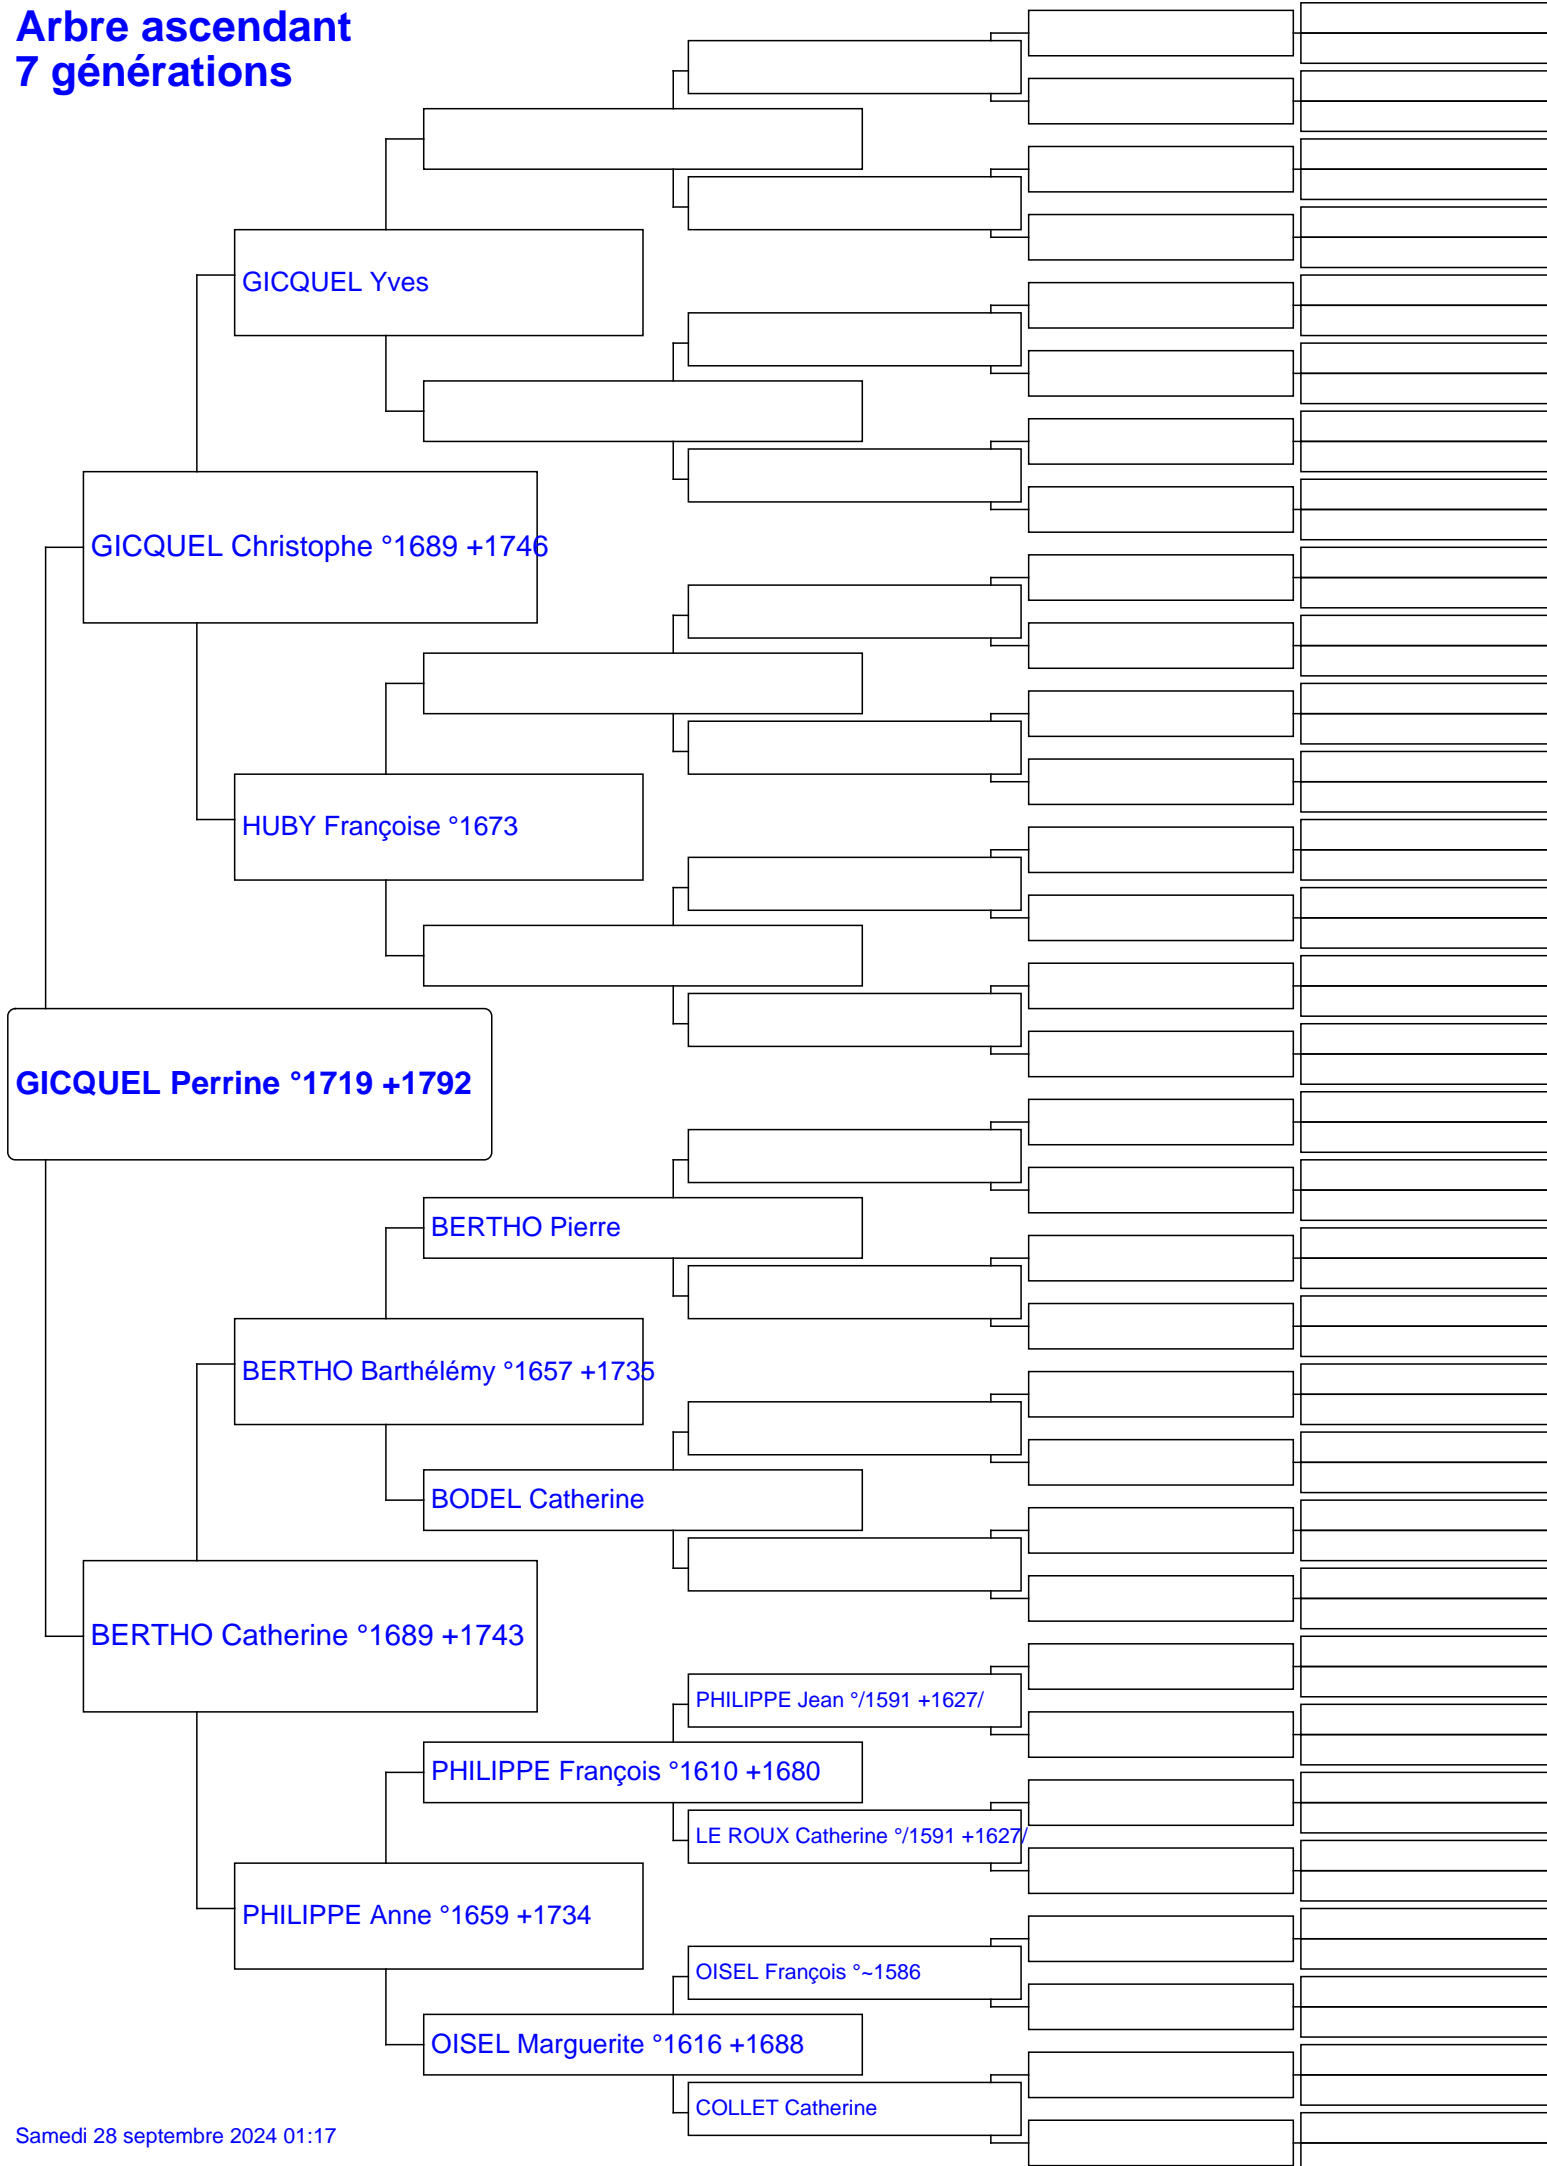 Arbre ascendant
7 générations
GICQUEL Yves
GICQUEL Christophe °1689 +1746
HUBY Françoise °1673
GICQUEL Perrine °1719 +1792
BERTHO Pierre
BERTHO Barthélémy °1657 +1735
BODEL Catherine
BERTHO Catherine °1689 +1743
PHILIPPE Jean °/1591 +1627/
PHILIPPE François °1610 +1680
LE ROUX Catherine °/1591 +1627/
PHILIPPE Anne °1659 +1734
OISEL François °~1586
OISEL Marguerite °1616 +1688
COLLET Catherine
Samedi 28 septembre 2024 01:17